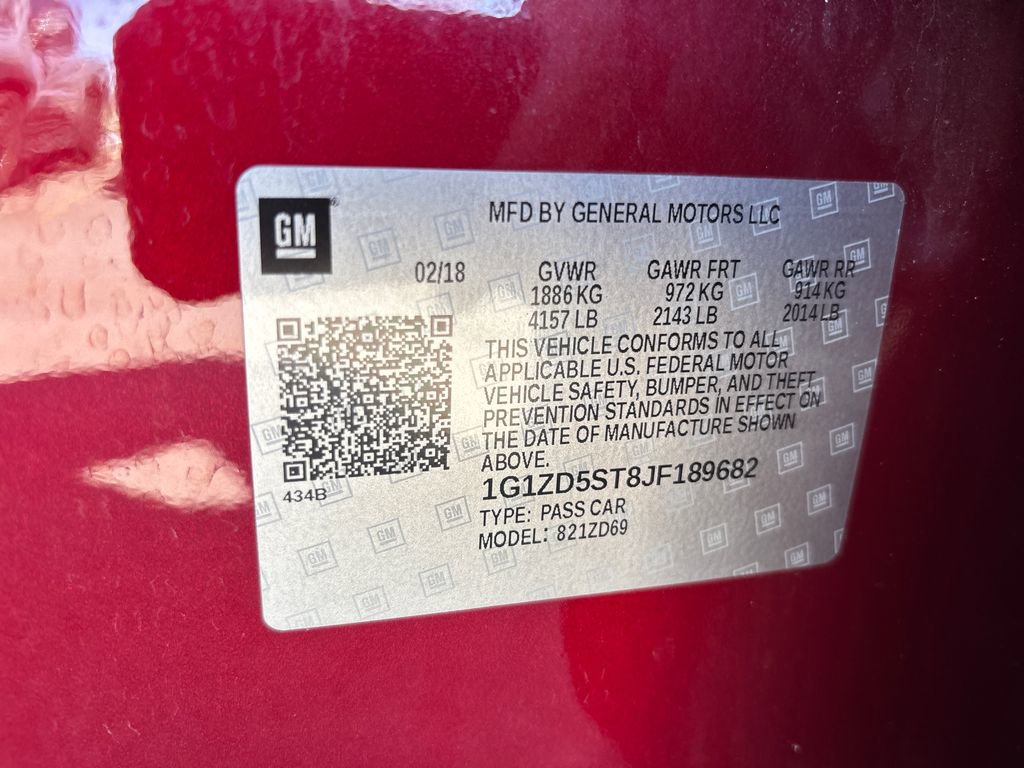 GM
MFD BY GENERAL MOTORS LLC
02/18 GVWR GAWR FRT GAWR RR
1886 KG 972 KG 914 KG
4157 LB 2143 LB 2014 LB
THIS VEHICLE CONFORMS TO ALL
APPLICABLE U.S. FEDERAL MOTOR
VEHICLE SAFETY, BUMPER, AND THEFT
PREVENTION STANDARDS IN EFFECT ON
THE DATE OF MANUFACTURE SHOWN
ABOVE.
434B
1G1ZD5ST8JF189682
TYPE: PASS CAR
MODEL: 821ZD69